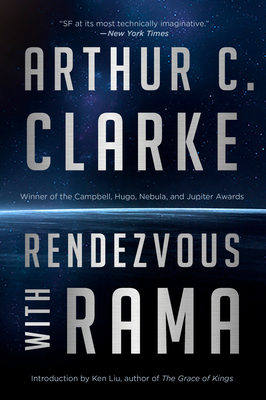 "SF at its most technically imaginative."
—New York Times
ARTHUR C.
CLARKE
Winner of the Campbell, Hugo, Nebula, and Jupiter Awards
RENDEZVOUS
WITH RAMA
Introduction by Ken Liu, author of The Grace of Kings